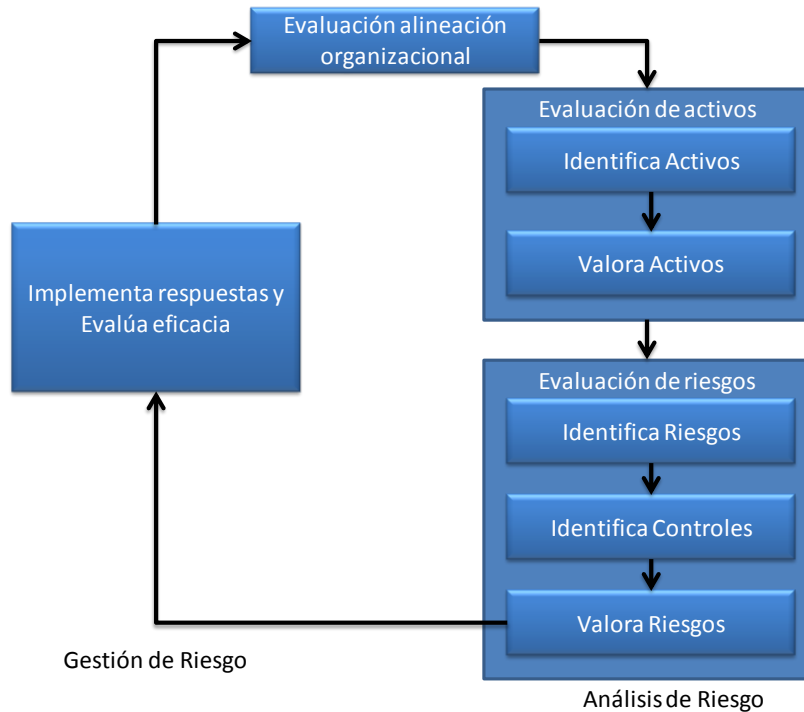 Evaluación alineación
organizacional
Evaluación de activos
Identifica Activos
Valora Activos
Implementa respuestas y
Evalúa eficacia
Evaluación de riesgos
Identifica Riesgos
Identifica Controles
Valora Riesgos
Gestión de Riesgo
Análisis de Riesgo